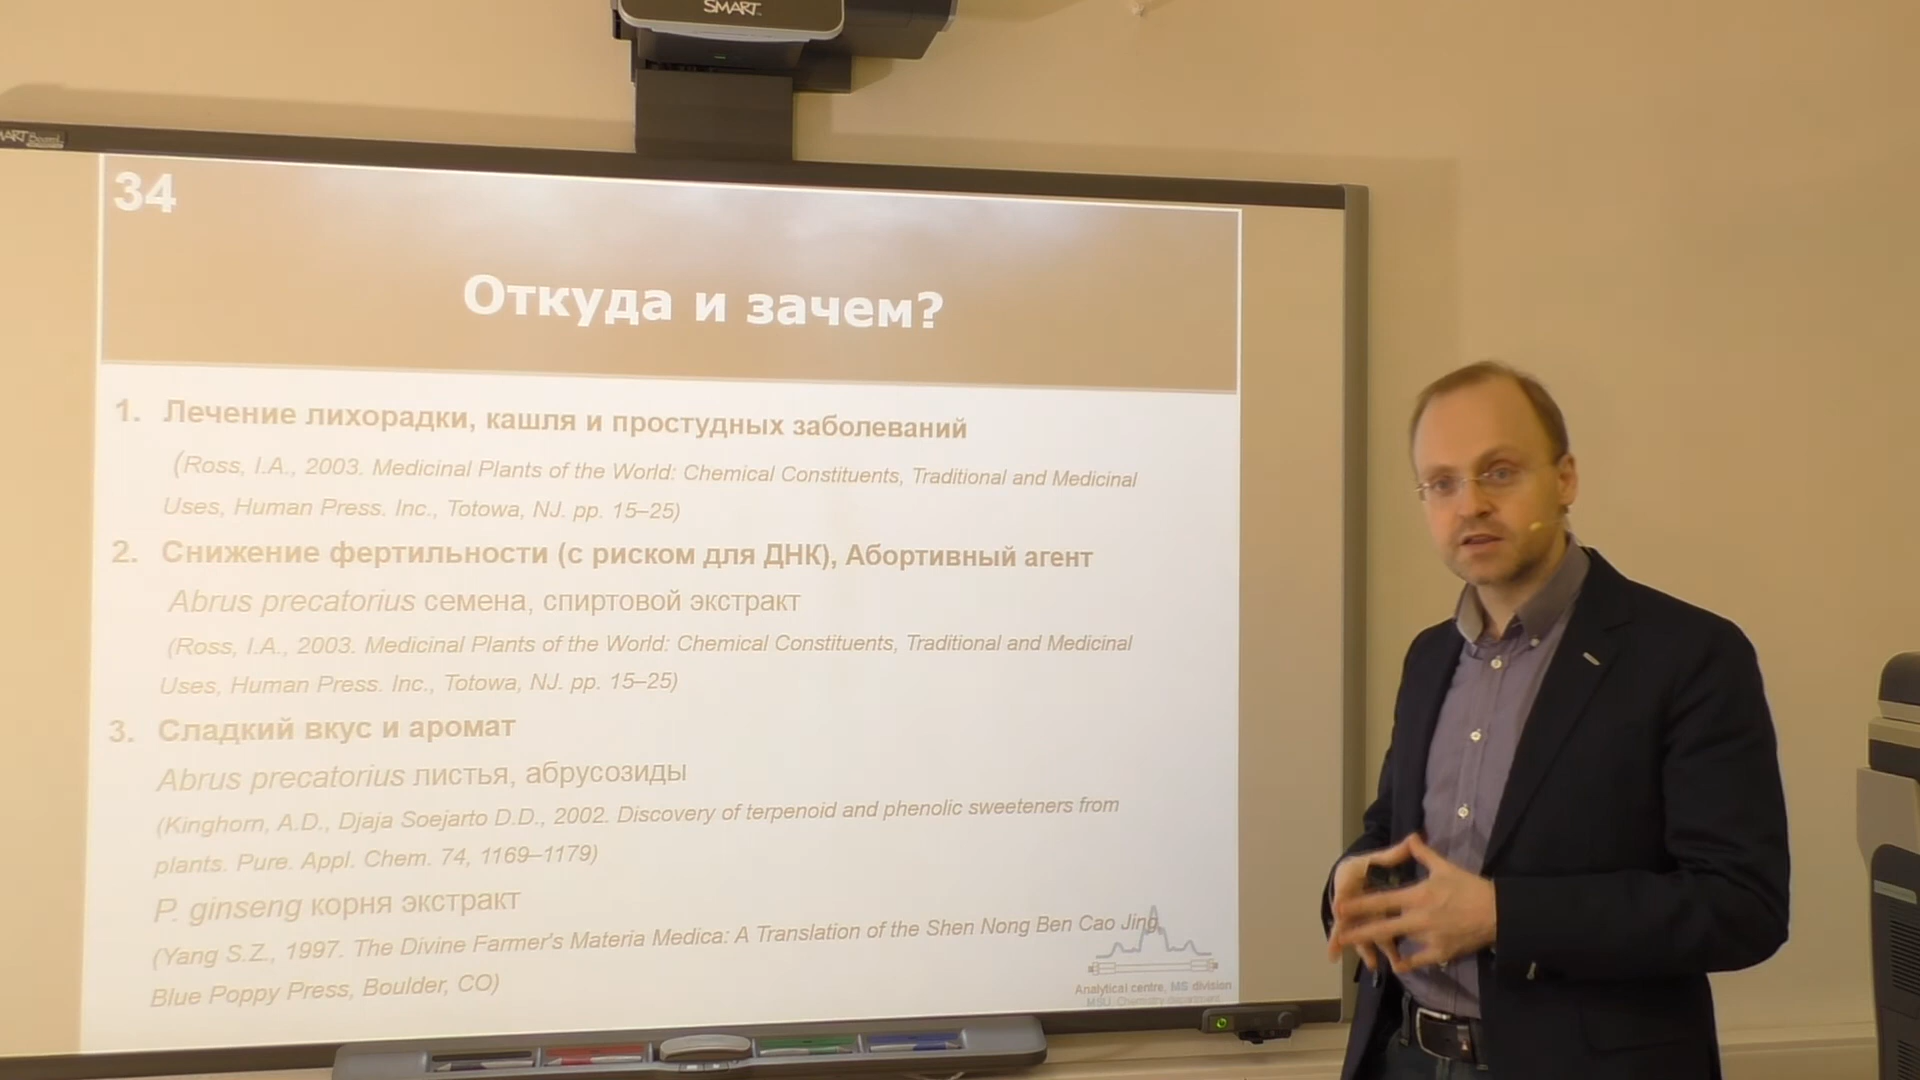 SMART
SMART Board
34
Откуда и зачем?
1. Лечение лихорадки, кашля и простудных заболеваний
(Ross, I.A., 2003. Medicinal Plants of the World: Chemical Constituents, Traditional and Medicinal
Uses, Human Press. Inc., Totowa, NJ. pp. 15–25)
2. Снижение фертильности (с риском для ДНК), Абортивный агент
Abrus precatorius семена, спиртовой экстракт
(Ross, I.A., 2003. Medicinal Plants of the World: Chemical Constituents, Traditional and Medicinal
Uses, Human Press. Inc., Totowa, NJ. pp. 15–25)
3. Сладкий вкус и аромат
Abrus precatorius листья, абрусозиды
(Kinghorn, A.D., Djaja Soejarto D.D., 2002. Discovery of terpenoid and phenolic sweeteners from
plants. Pure. Appl. Chem. 74, 1169–1179)
P. ginseng корня экстракт
(Yang S.Z., 1997. The Divine Farmer's Materia Medica: A Translation of the Shen Nong Ben Cao Jing,
Blue Poppy Press, Boulder, CO)
Analytical centre, MS division
MSU, Chemistry department